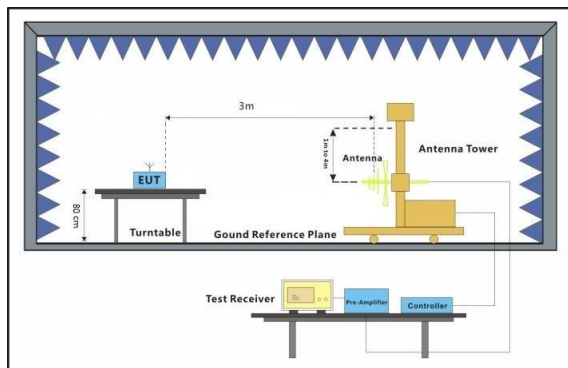 3m
1m to 4m
Antenna
Antenna Tower
EUT
80 cm
Turntable
Gound Reference Plane
Test Receiver
Pre-Amplifier
Controller